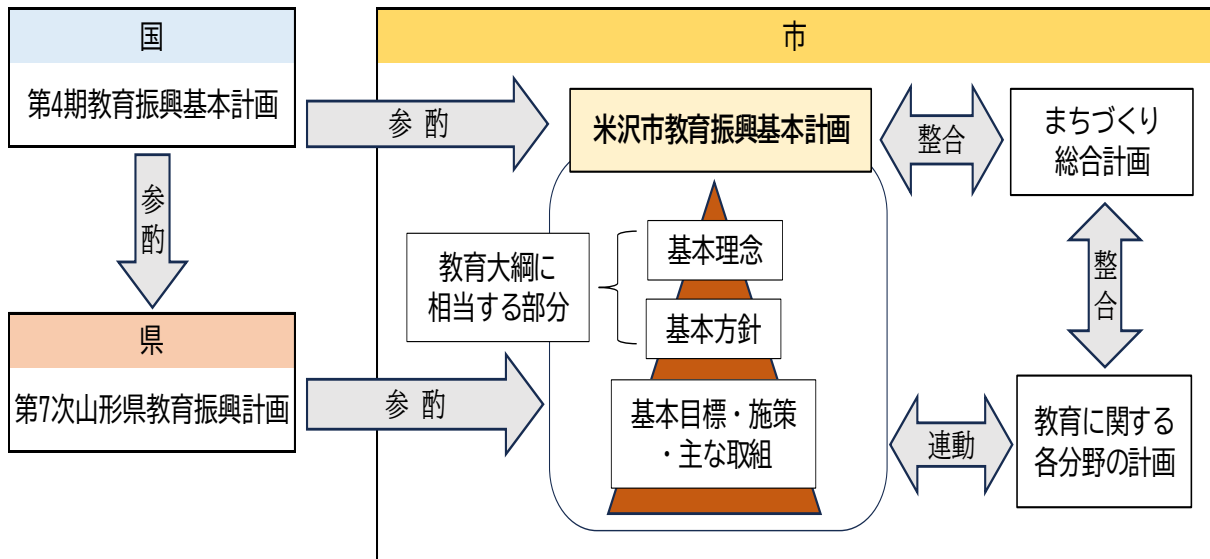 国
第4期教育振興基本計画
参酌
県
第7次山形県教育振興計画
市
参酌
米沢市教育振興基本計画
整合
まちづくり
総合計画
教育大綱に
相当する部分
基本理念
基本方針
整合
参酌
基本目標・施策
・主な取組
連動
教育に関する
各分野の計画